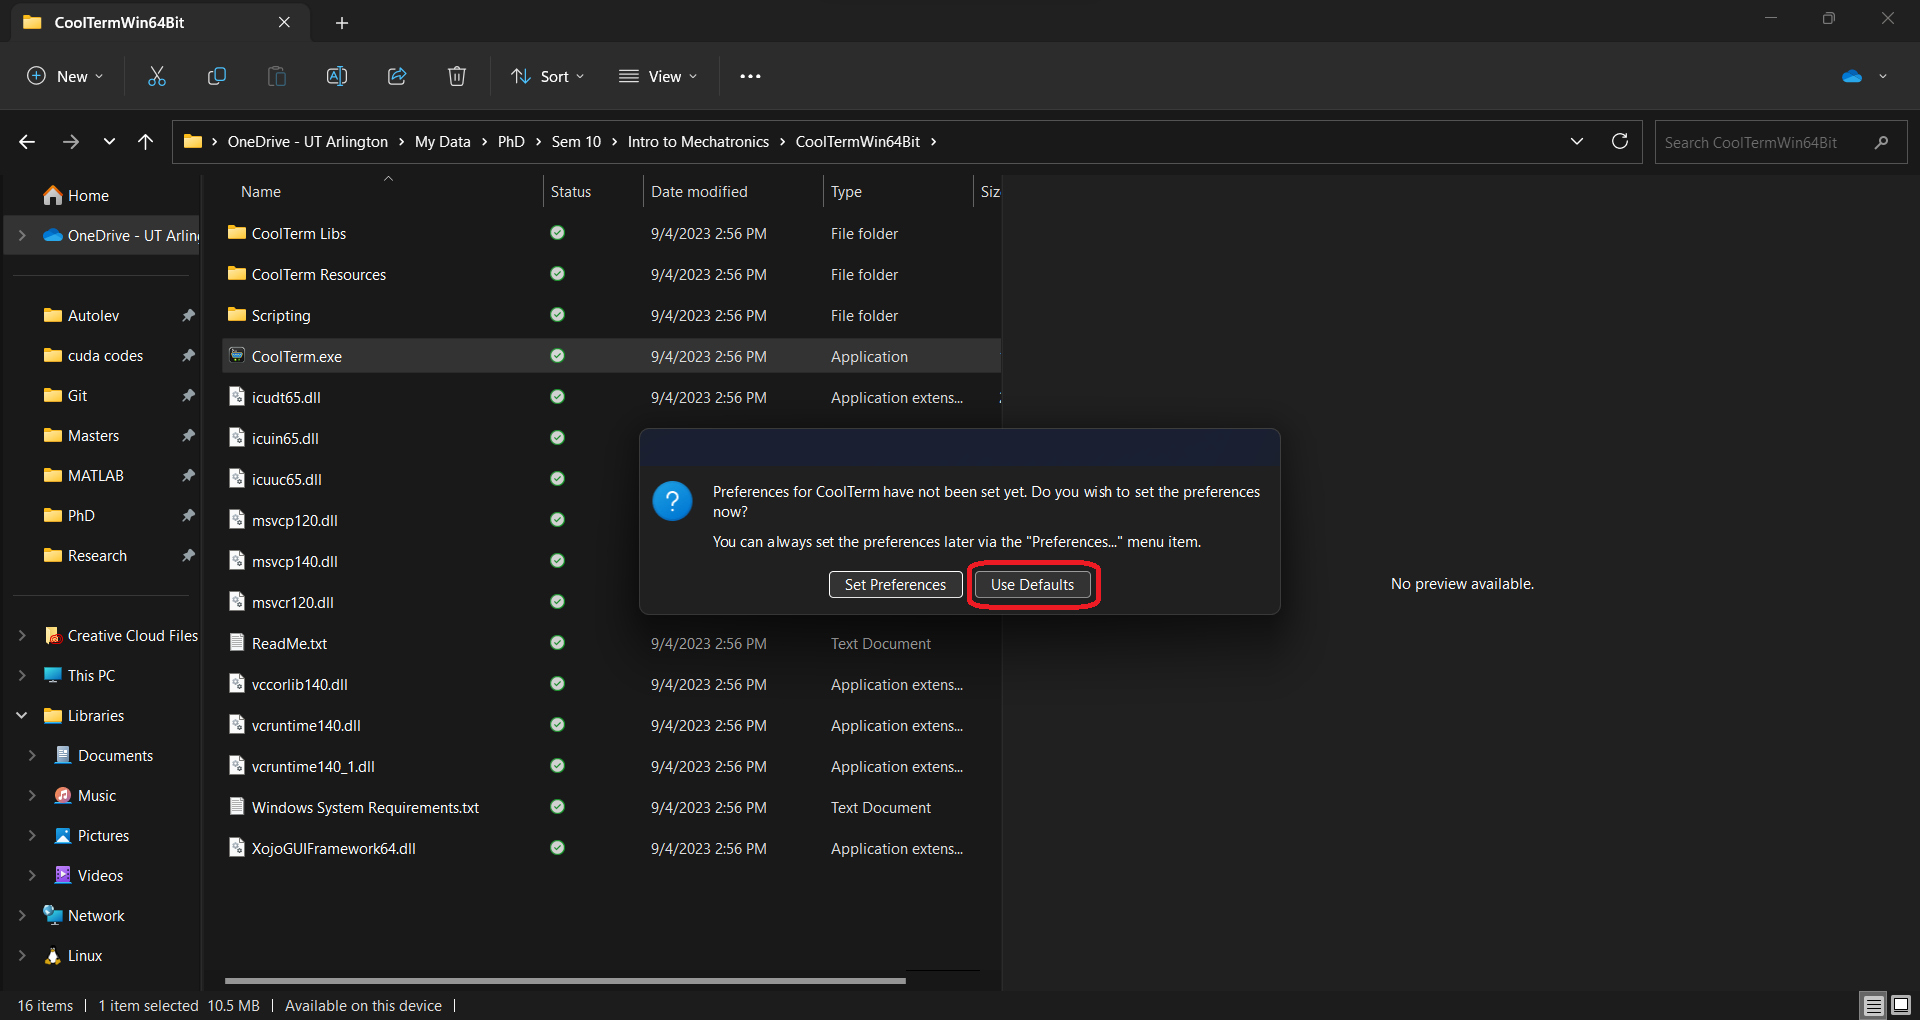 CoolTermWin64Bit
New
Sort
View
OneDrive - UT Arlington › My Data › PhD › Sem 10 › Intro to Mechatronics › CoolTermWin64Bit ›
Search CoolTermWin64Bit
Home
OneDrive - UT Arling
Autolev
cuda codes
Git
Masters
MATLAB
PhD
Research
Creative Cloud Files
This PC
Libraries
Documents
Music
Pictures
Videos
Network
Linux
Name Status Date modified Type Siz
CoolTerm Libs 9/4/2023 2:56 PM File folder
CoolTerm Resources 9/4/2023 2:56 PM File folder
Scripting 9/4/2023 2:56 PM File folder
CoolTerm.exe 9/4/2023 2:56 PM Application
icudt65.dll 9/4/2023 2:56 PM Application extens...
icuin65.dll
icuuc65.dll
msvcp120.dll
msvcp140.dll
msvcr120.dll
ReadMe.txt 9/4/2023 2:56 PM Text Document
vccorlib140.dll 9/4/2023 2:56 PM Application extens...
vcruntime140.dll 9/4/2023 2:56 PM Application extens...
vcruntime140_1.dll 9/4/2023 2:56 PM Application extens...
Windows System Requirements.txt 9/4/2023 2:56 PM Text Document
XojoGUIFramework64.dll 9/4/2023 2:56 PM Application extens...
Preferences for CoolTerm have not been set yet. Do you wish to set the preferences
now?
You can always set the preferences later via the "Preferences..." menu item.
Set Preferences
Use Defaults
No preview available.
16 items | 1 item selected 10.5 MB | Available on this device |